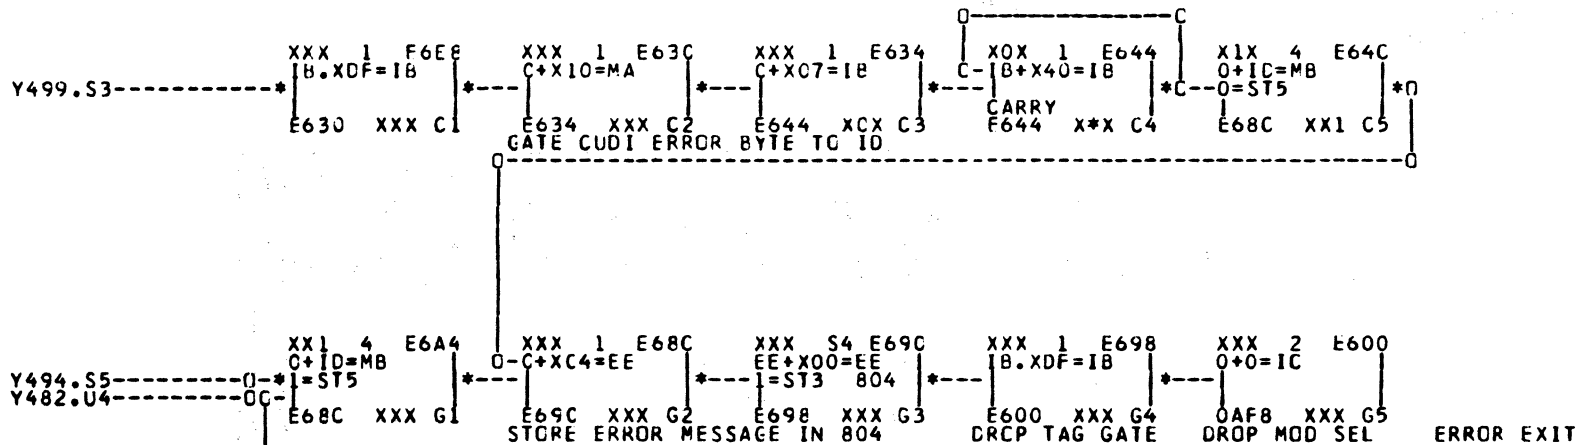 XXX 1 E6E8 XXX 1 E63C XXX 1 E634 X0X 1 E644 X1X 4 E64C
IB.XDF=IB C+X10=MA C+X07=IB C-IB+X40=IB 0+ID=MB
Y499.S3 0=ST5
CARRY
E630 XXX C1 E634 XXX C2 E644 XCX C3 E644 X*X C4 E68C XX1 C5
GATE CUDI ERROR BYTE TO ID
XX1 4 E6A4 XXX 1 E68C XXX S4 E69C XXX 1 E698 XXX 2 E600
0+ID=MB C+XC4=EE EE+X00=EE IB.XDF=IB 0+0=IC
Y494.S5 1=ST5 1=ST3 804
Y482.U4
E68C XXX G1 E69C XXX G2 E698 XXX G3 E600 XXX G4 0AF8 XXX G5
STORE ERROR MESSAGE IN 804 DROP TAG GATE DROP MOD SEL ERROR EXIT